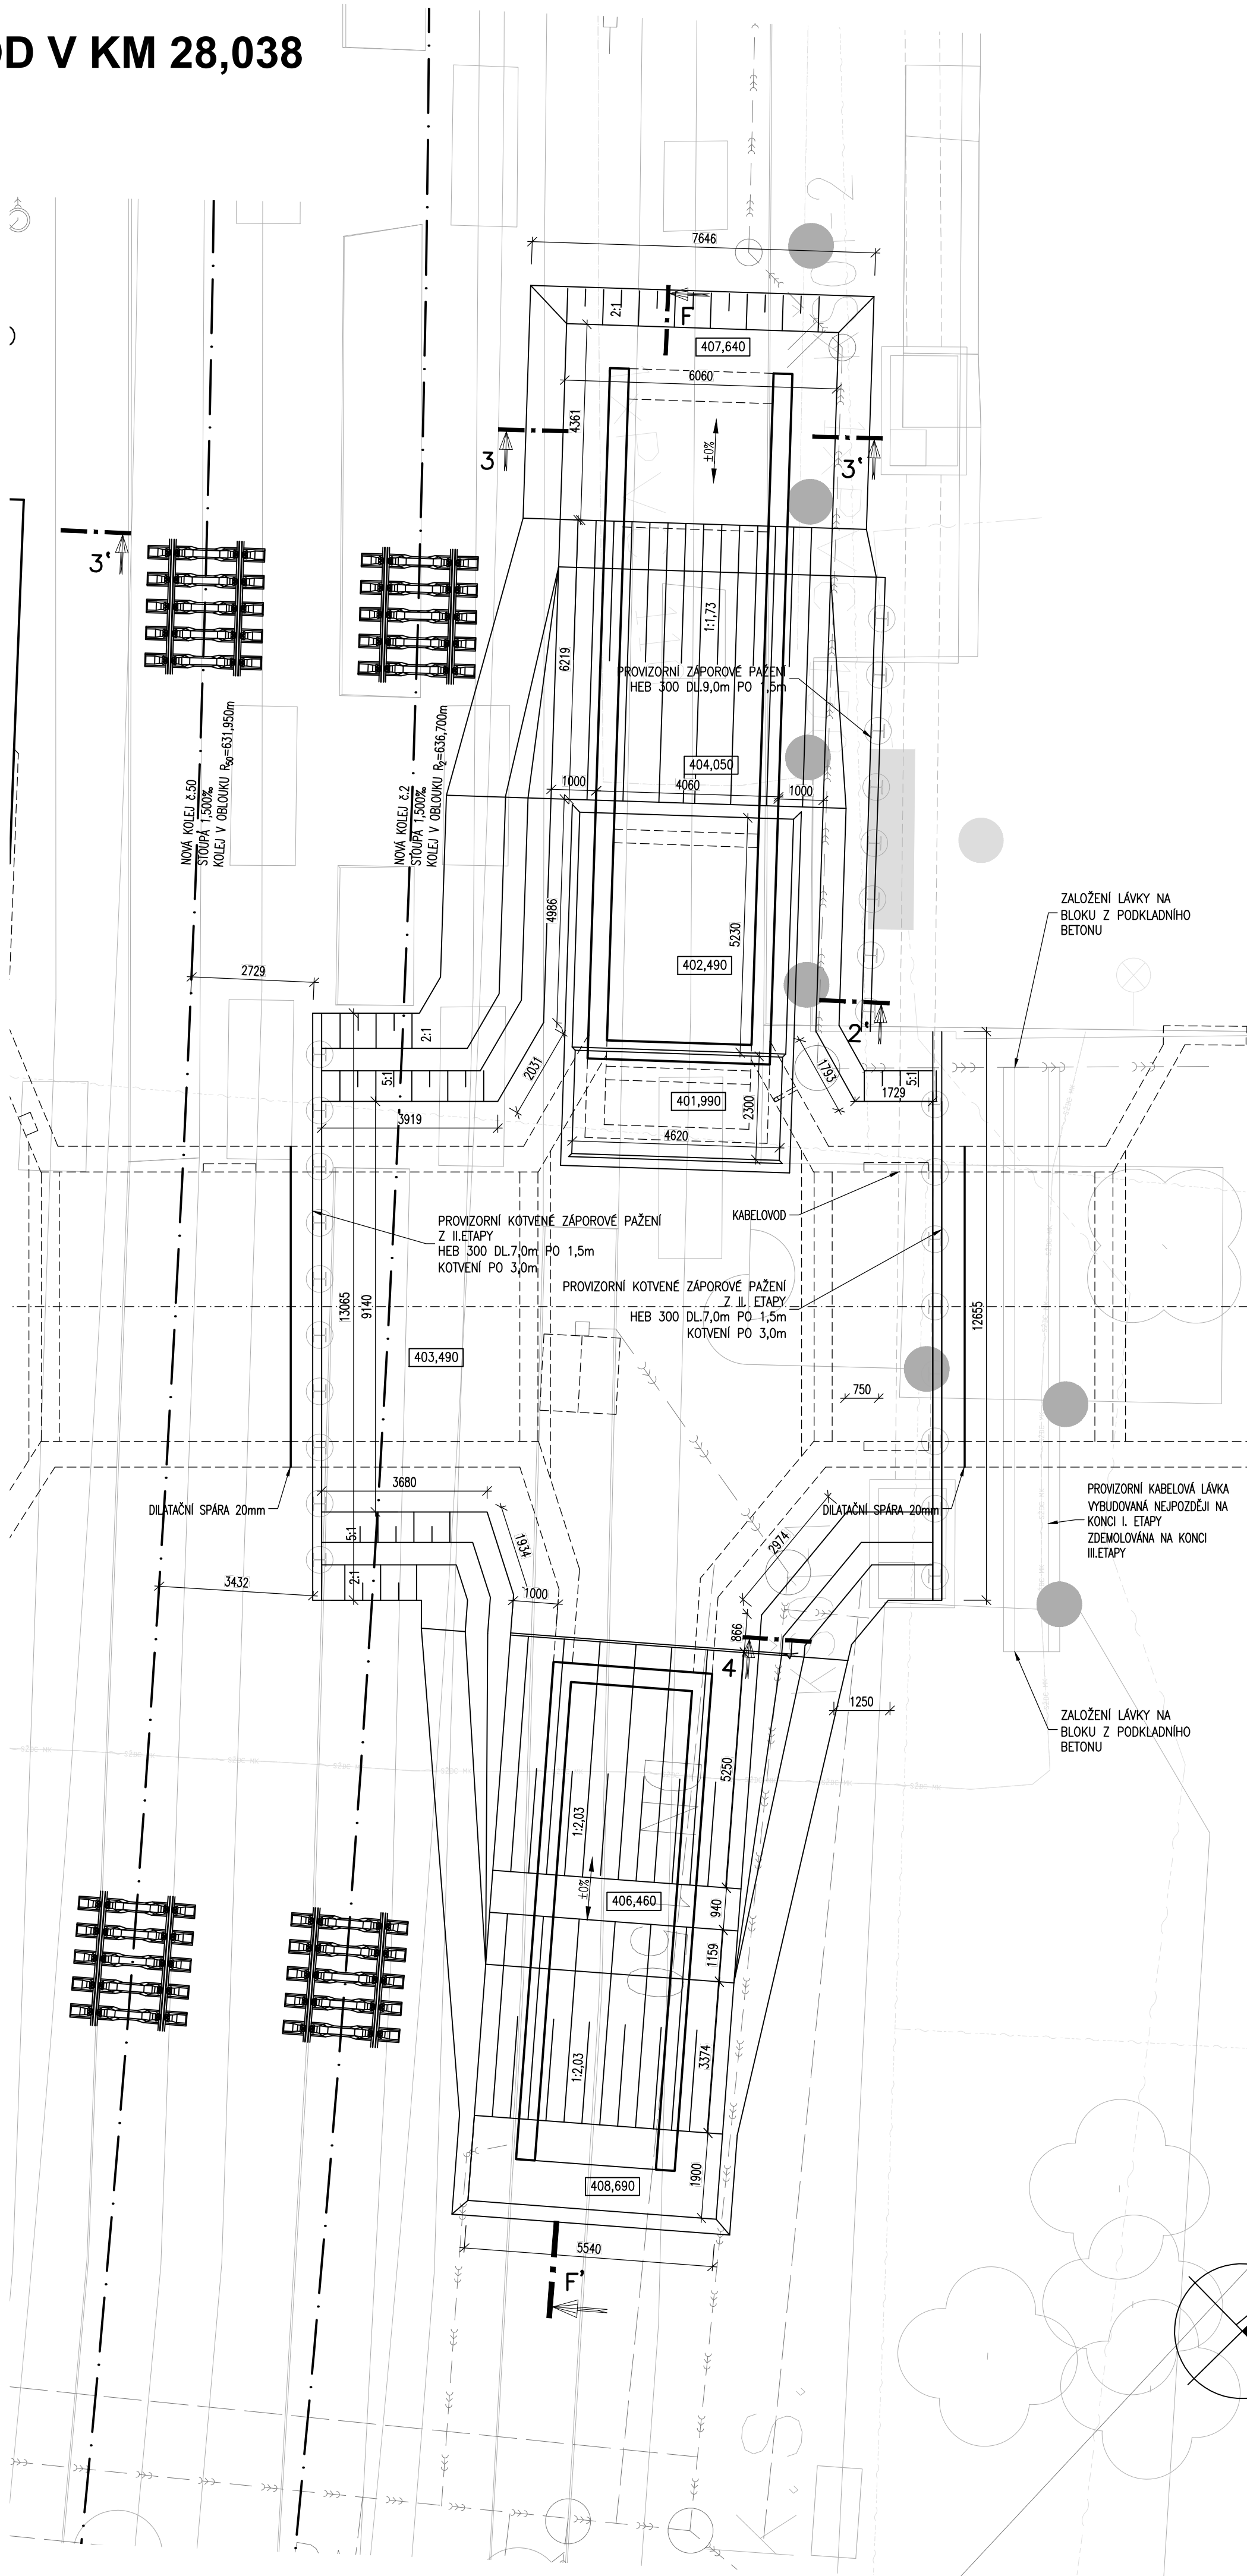 OD V KM 28,038
7646
2:1
F
407,640
6060
4361
±0%
3
3'
3'
1:1,73
6219
PROVIZORNÍ ZÁPOROVÉ PAŽENÍ
HEB 300 DL.9,0m PO 1,5m
404,050
1000
4060
1000
NOVÁ KOLEJ č.50
STOUPÁ 1,500‰
KOLEJ V OBLOUKU R50=631,950m
NOVÁ KOLEJ č.2
STOUPÁ 1,500‰
KOLEJ V OBLOUKU R2=636,700m
ZALOŽENÍ LÁVKY NA
BLOKU Z PODKLADNÍHO
BETONU
4986
5230
402,490
2729
2:1
2'
5:1
2031
1793
5:1
1729
401,990
2300
3919
4620
KABELOVOD
PROVIZORNÍ KOTVENÉ ZÁPOROVÉ PAŽENÍ
Z II.ETAPY
HEB 300 DL.7,0m PO 1,5m
KOTVENÍ PO 3,0m
PROVIZORNÍ KOTVENÉ ZÁPOROVÉ PAŽENÍ
Z II. ETAPY
HEB 300 DL.7,0m PO 1,5m
KOTVENÍ PO 3,0m
13065
9140
12655
403,490
750
3680
DILATAČNÍ SPÁRA 20mm
DILATAČNÍ SPÁRA 20mm
PROVIZORNÍ KABELOVÁ LÁVKA
VYBUDOVANÁ NEJPOZDĚJI NA
KONCI I. ETAPY
ZDEMOLOVÁNA NA KONCI
III.ETAPY
5:1
1934
2974
2:1
3432
1000
866
4
1250
ZALOŽENÍ LÁVKY NA
BLOKU Z PODKLADNÍHO
BETONU
5250
1:2,03
±0%
406,460
940
1159
1:2,03
3374
408,690
1900
5540
F'